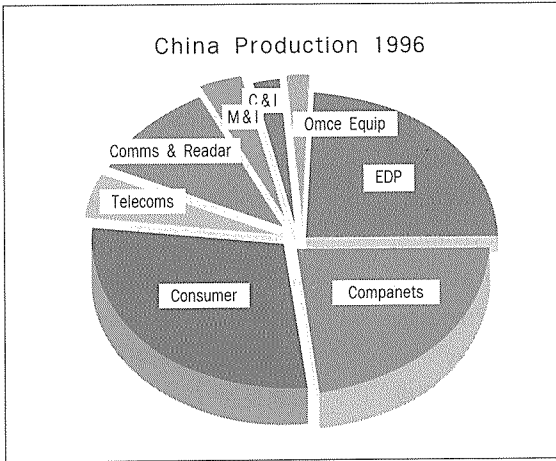 China Production 1996
C&I
M&I
Omce Equip
Comms & Readar
EDP
Telecoms
Consumer
Companets